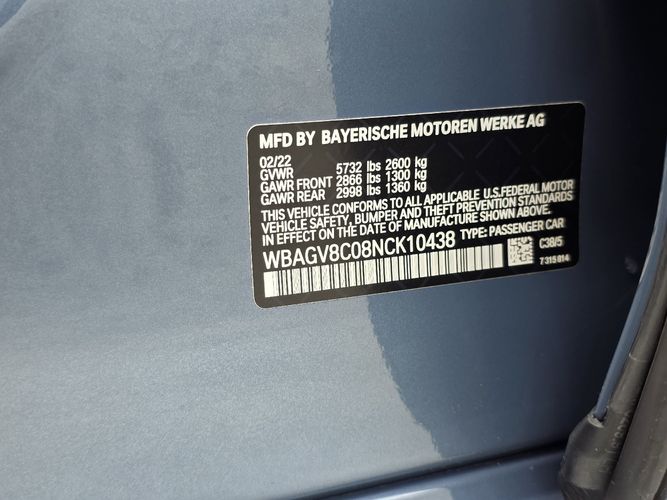 MFD BY BAYERISCHE MOTOREN WERKE AG
02/22
GVWR 5732 lbs 2600 kg
GAWR FRONT 2866 lbs 1300 kg
GAWR REAR 2998 lbs 1360 kg
THIS VEHICLE CONFORMS TO ALL APPLICABLE U.S.FEDERAL MOTOR
VEHICLE SAFETY, BUMPER AND THEFT PREVENTION STANDARDS
IN EFFECT ON THE DATE OF MANUFACTURE SHOWN ABOVE.
WBAGV8C08NCK10438 TYPE: PASSENGER CAR
C38/5
7 315 814